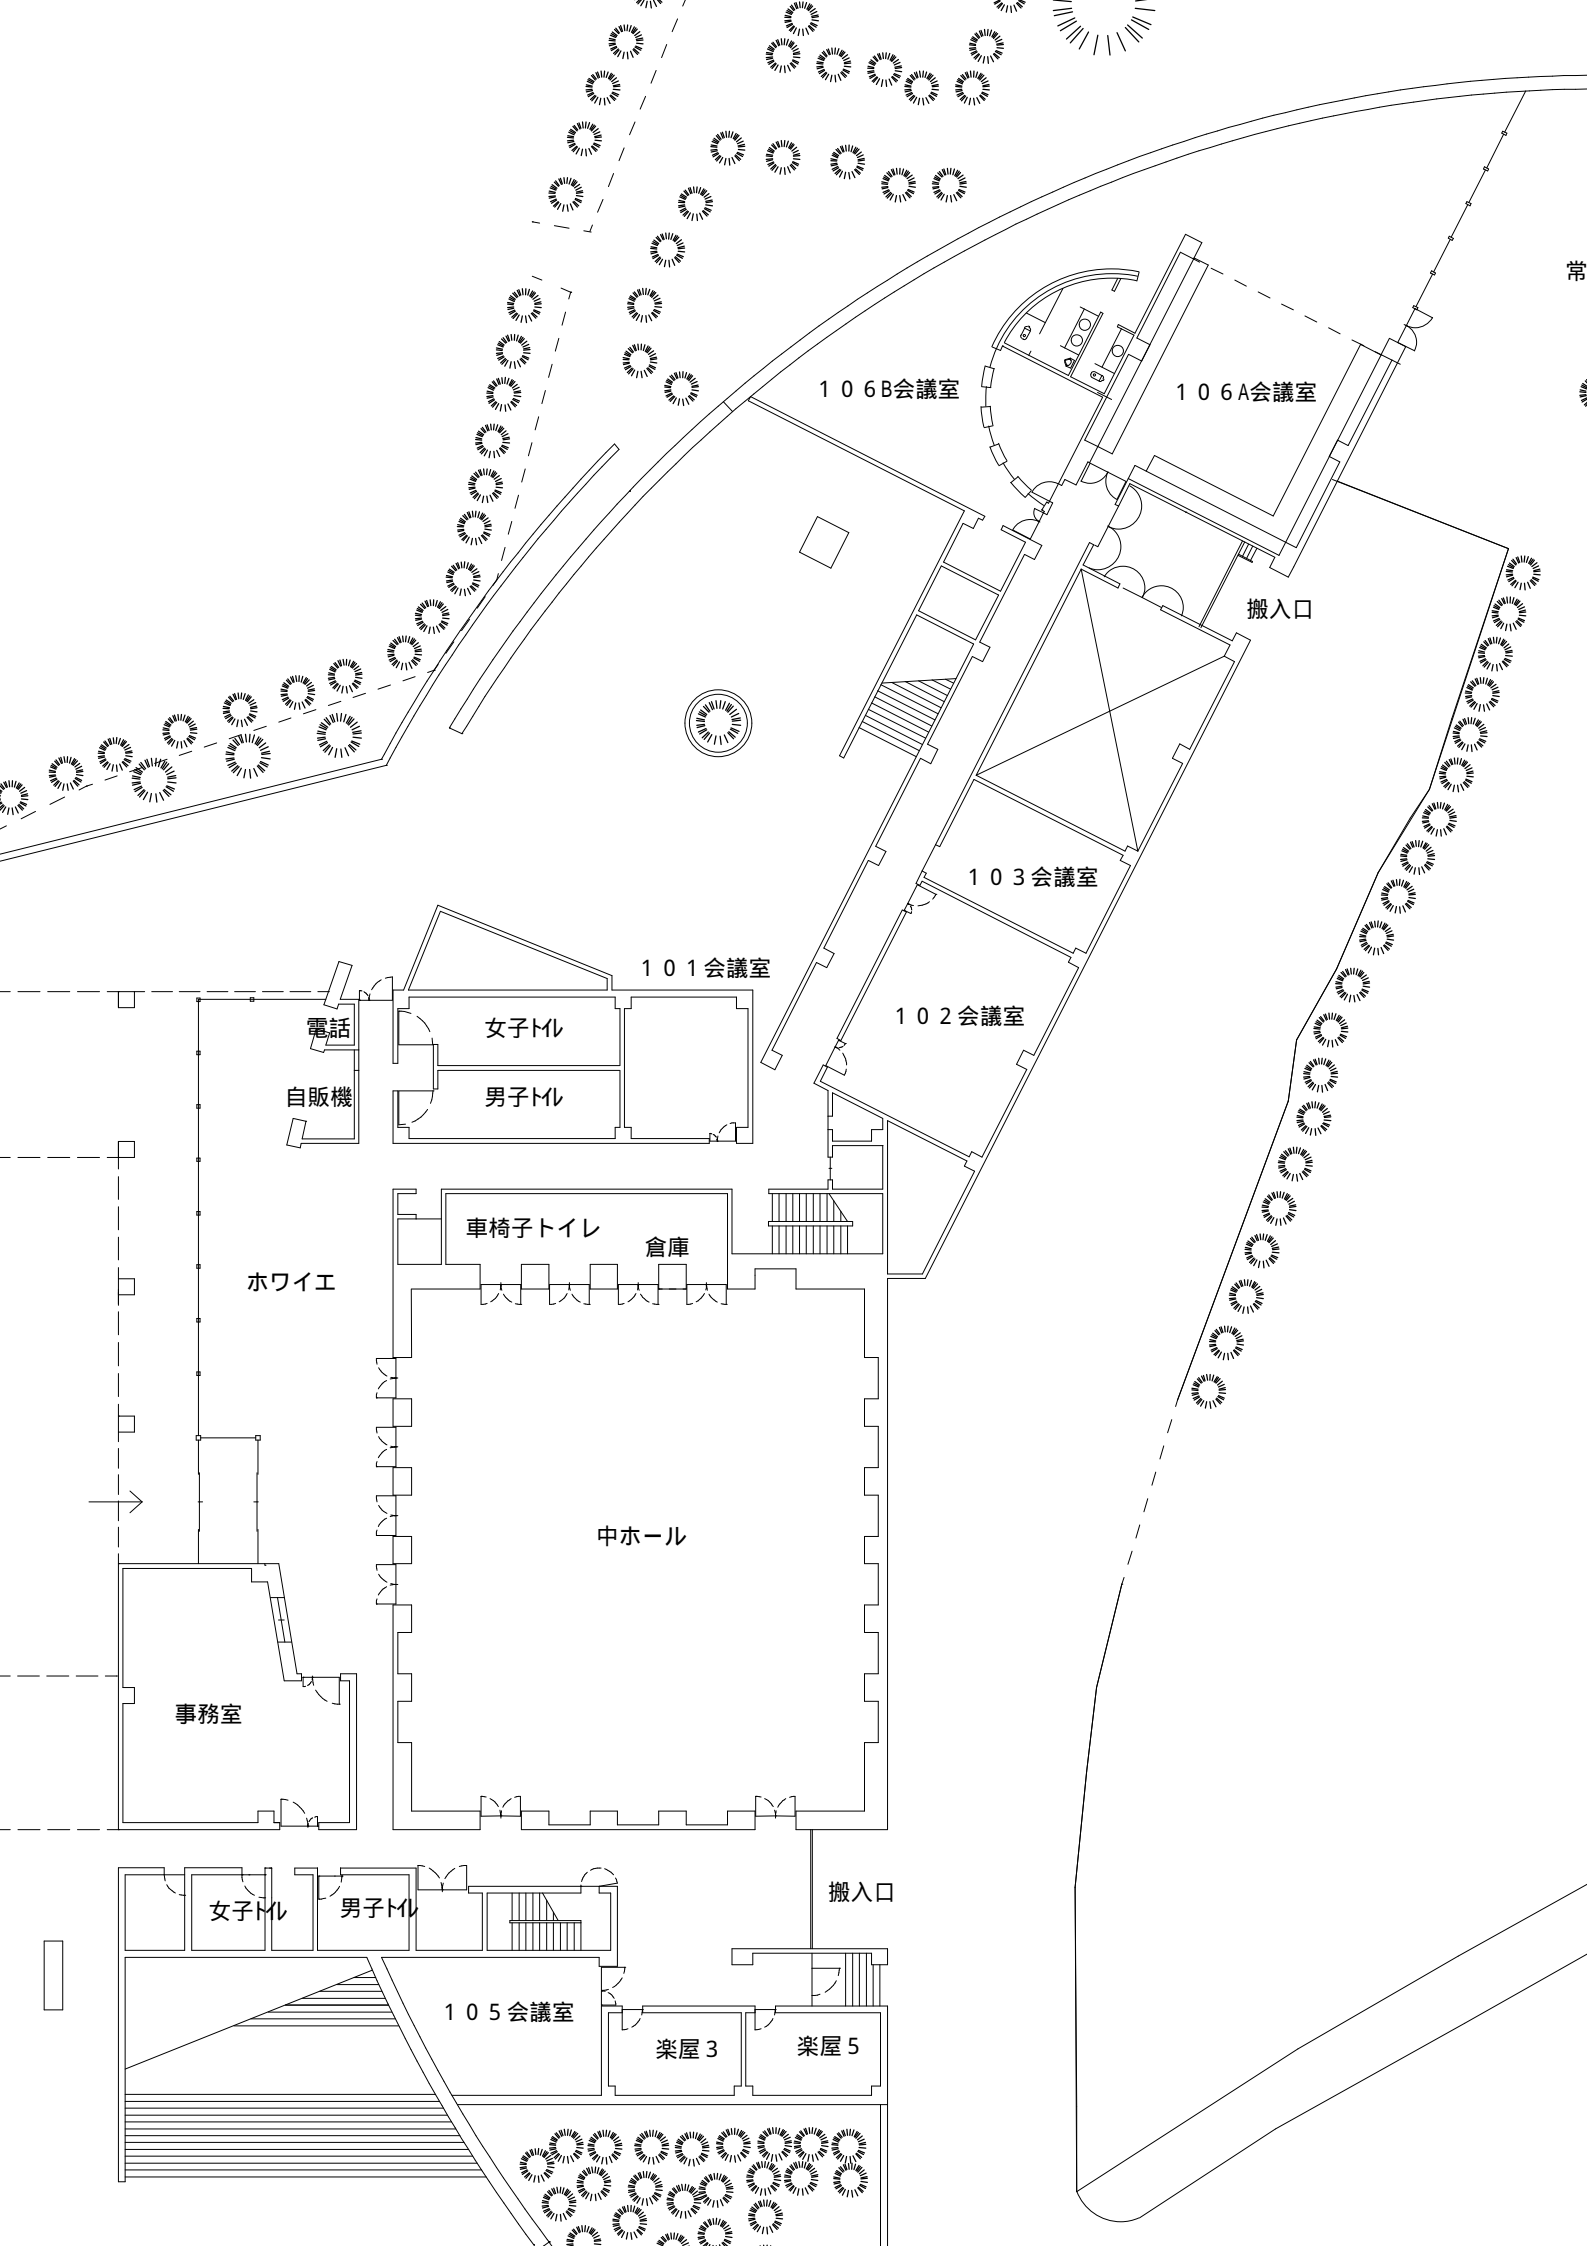 常
１０６B会議室
１０６A会議室
搬入口
１０３会議室
１０１会議室
１０２会議室
電話
女子ﾄｲﾚ
自販機
男子ﾄｲﾚ
車椅子トイレ
倉庫
ホワイエ
中ホール
事務室
搬入口
女子ﾄｲﾚ
男子ﾄｲﾚ
１０５会議室
楽屋３
楽屋５